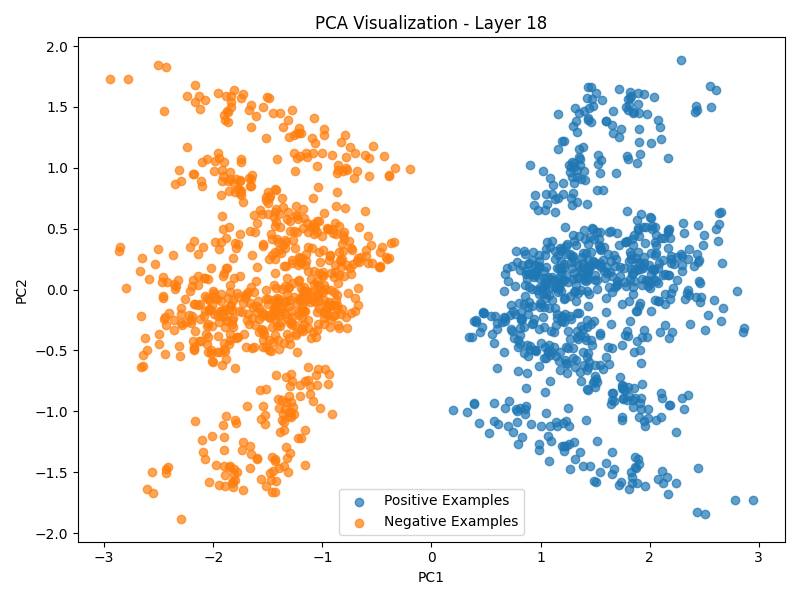 PCA Visualization - Layer 18
PC2
2.0
1.5
1.0
0.5
0.0
−0.5
−1.0
−1.5
−2.0
Positive Examples
Negative Examples
−3 −2 −1 0 1 2 3
PC1